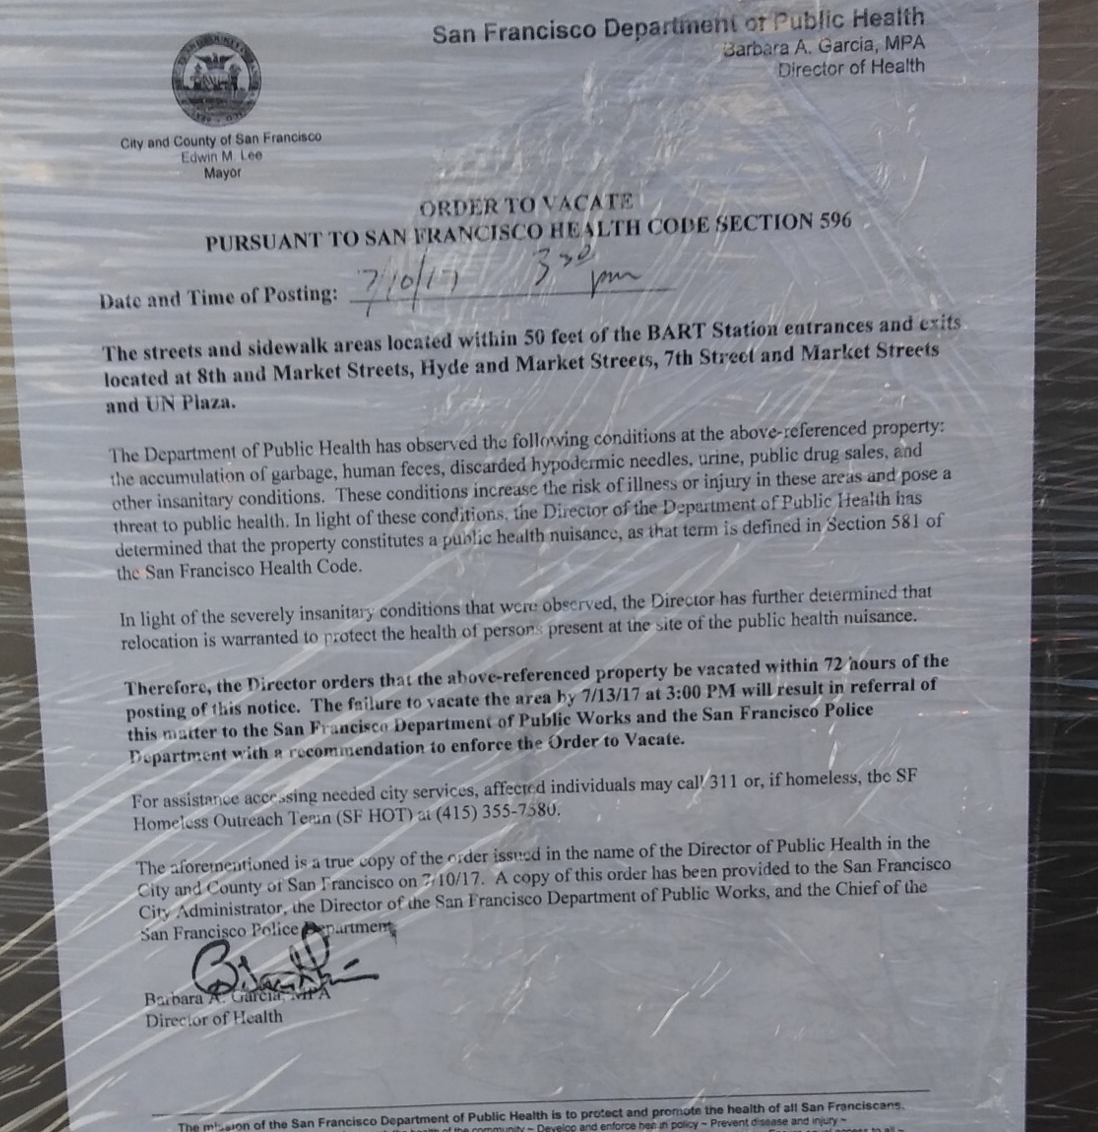 San Francisco Department of Public Health
Barbara A. Garcia, MPA
Director of Health
City and County of San Francisco
Edwin M. Lee
Mayor
ORDER TO VACATE
PURSUANT TO SAN FRANCISCO HEALTH CODE SECTION 596
Date and Time of Posting: 7/10/17 3 30 pm
The streets and sidewalk areas located within 50 feet of the BART Station entrances and exits
located at 8th and Market Streets, Hyde and Market Streets, 7th Street and Market Streets
and UN Plaza.
The Department of Public Health has observed the following conditions at the above-referenced property:
the accumulation of garbage, human feces, discarded hypodermic needles, urine, public drug sales, and
other insanitary conditions. These conditions increase the risk of illness or injury in these areas and pose a
threat to public health. In light of these conditions, the Director of the Department of Public Health has
determined that the property constitutes a public health nuisance, as that term is defined in Section 581 of
the San Francisco Health Code.
In light of the severely insanitary conditions that were observed, the Director has further determined that
relocation is warranted to protect the health of persons present at the site of the public health nuisance.
Therefore, the Director orders that the above-referenced property be vacated within 72 hours of the
posting of this notice. The failure to vacate the area by 7/13/17 at 3:00 PM will result in referral of
this matter to the San Francisco Department of Public Works and the San Francisco Police
Department with a recommendation to enforce the Order to Vacate.
For assistance accessing needed city services, affected individuals may call 311 or, if homeless, the SF
Homeless Outreach Team (SF HOT) at (415) 355-7580.
The aforementioned is a true copy of the order issued in the name of the Director of Public Health in the
City and County of San Francisco on 7/10/17. A copy of this order has been provided to the San Francisco
City Administrator, the Director of the San Francisco Department of Public Works, and the Chief of the
San Francisco Police Department.
Barbara A. Garcia, MPA
Director of Health
The mission of the San Francisco Department of Public Health is to protect and promote the health of all San Franciscans.
of the community ~ Develop and enforce health policy ~ Prevent disease and injury ~
access to all ~